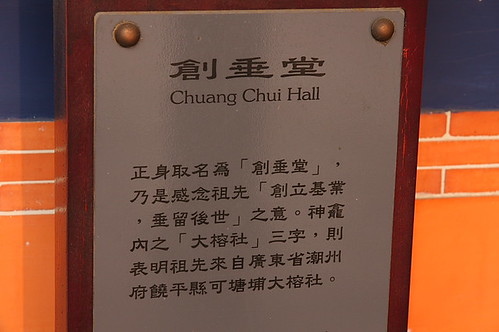 創垂堂
Chuang Chui Hall
正身取名為「創垂堂」，
乃是感念祖先「創立基業
，垂留後世」之意。神龕
內之「大榕社」三字，則
表明祖先來自廣東省潮州
府饒平縣可塘埔大榕社。